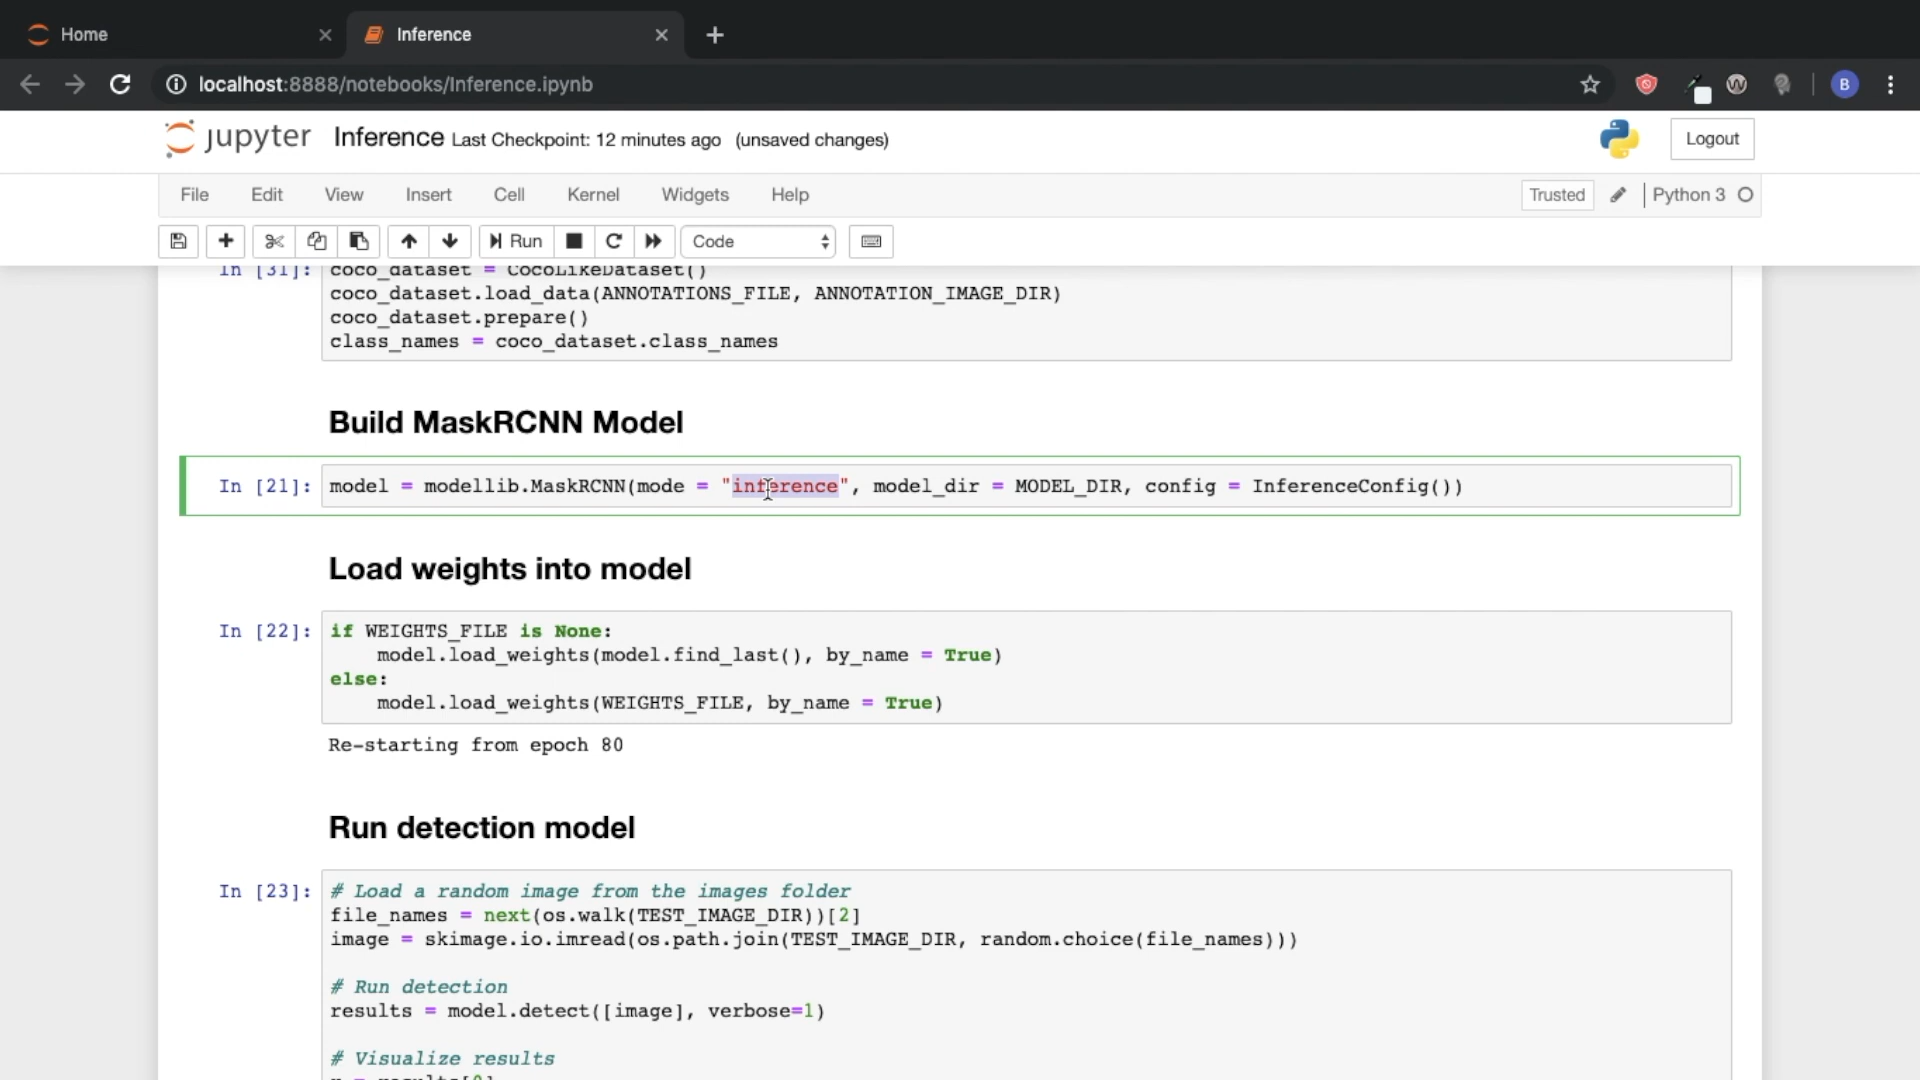 Home
Inference
localhost:8888/notebooks/Inference.ipynb
B
jupyter Inference Last Checkpoint: 12 minutes ago (unsaved changes)
Logout
File Edit View Insert Cell Kernel Widgets Help
Trusted Python 3
Run Code
In [31]: coco_dataset = CocoLikeDataset()
coco_dataset.load_data(ANNOTATIONS_FILE, ANNOTATION_IMAGE_DIR)
coco_dataset.prepare()
class_names = coco_dataset.class_names
Build MaskRCNN Model
In [21]: model = modellib.MaskRCNN(mode = "inference", model_dir = MODEL_DIR, config = InferenceConfig())
Load weights into model
In [22]: if WEIGHTS_FILE is None:
model.load_weights(model.find_last(), by_name = True)
else:
model.load_weights(WEIGHTS_FILE, by_name = True)
Re-starting from epoch 80
Run detection model
In [23]: # Load a random image from the images folder
file_names = next(os.walk(TEST_IMAGE_DIR))[2]
image = skimage.io.imread(os.path.join(TEST_IMAGE_DIR, random.choice(file_names)))
# Run detection
results = model.detect([image], verbose=1)
# Visualize results